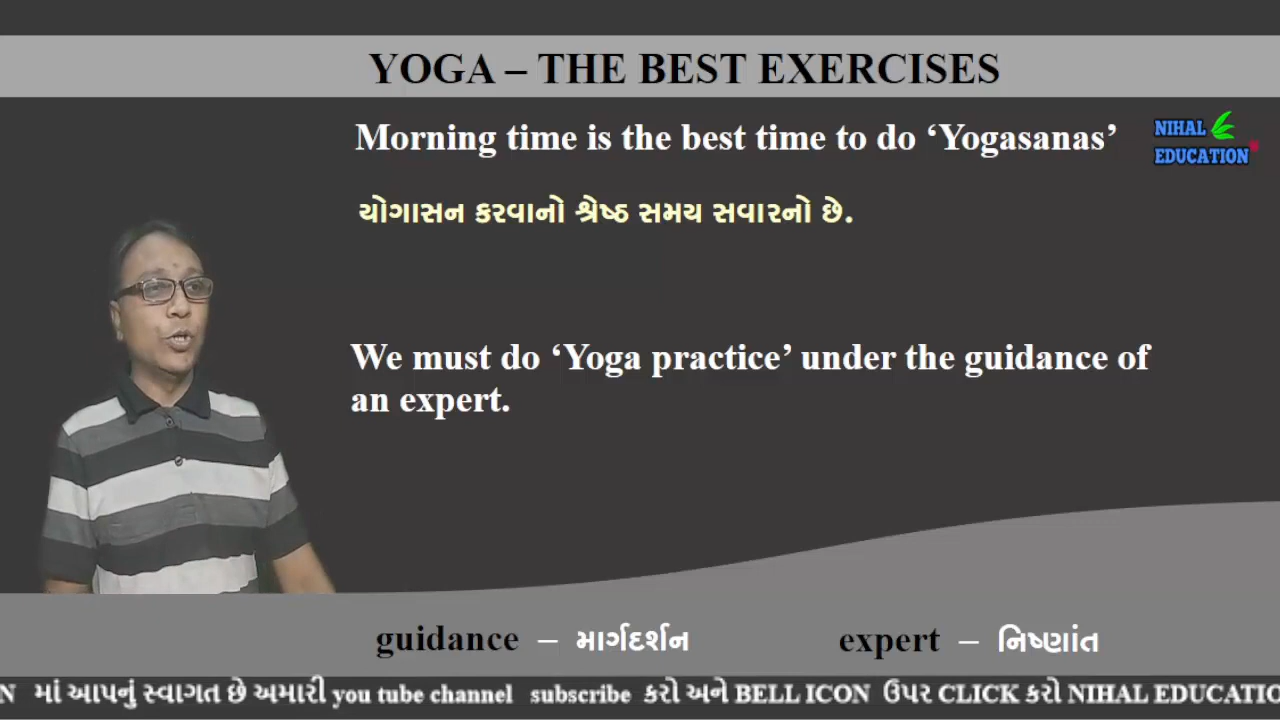 YOGA – THE BEST EXERCISES
Morning time is the best time to do ‘Yogasanas’
NIHAL
EDUCATION
યોગાસન કરવાનો શ્રેષ્ઠ સમય સવારનો છે.
We must do ‘Yoga practice’ under the guidance of
an expert.
guidance – માર્ગદર્શન
expert – નિષ્ણાંત
N માં આપનું સ્વાગત છે અમારી you tube channel subscribe કરો અને BELL ICON ઉપર CLICK કરો NIHAL EDUCATIO